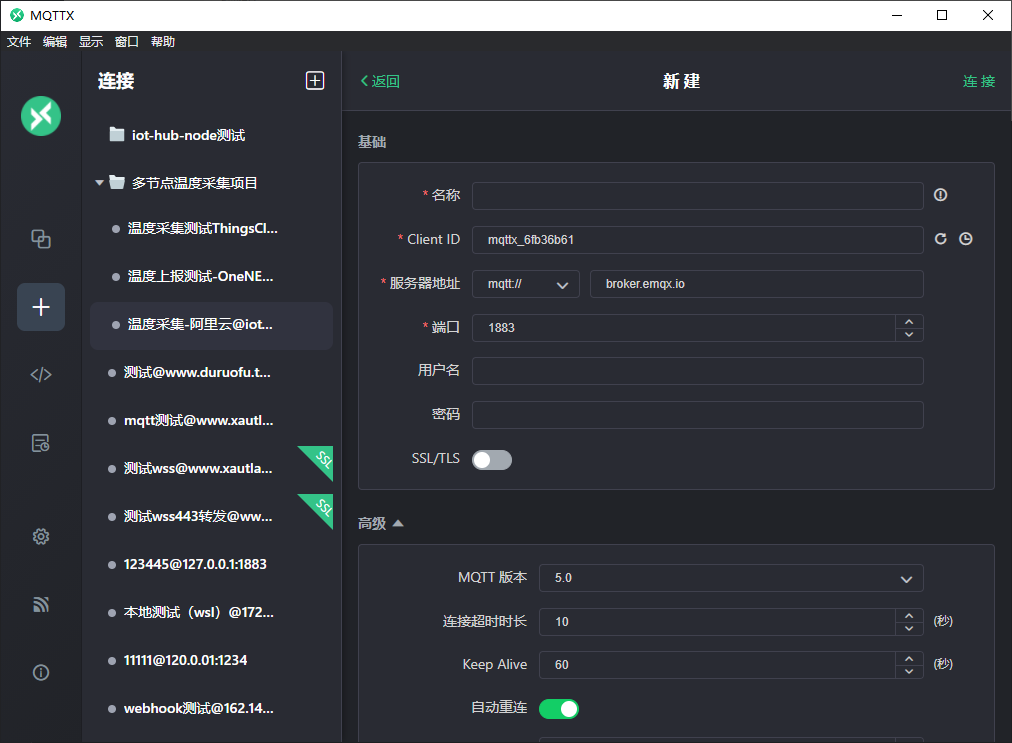 MQTTX
文件 编辑 显示 窗口 帮助
连接
iot-hub-node测试
多节点温度采集项目
温度采集测试ThingsCl...
温度上报测试-OneNE...
温度采集-阿里云@iot...
测试@www.duruofu.t...
mqtt测试@www.xautl...
测试wss@www.xautla...
SSL
测试wss443转发@ww...
SSL
123445@127.0.0.1:1883
本地测试（wsl）@172...
11111@120.0.01:1234
webhook测试@162.14...
返回
新建
连接
基础
* 名称
* Client ID mqttx_6fb36b61
* 服务器地址 mqtt:// broker.emqx.io
* 端口 1883
用户名
密码
SSL/TLS
高级
MQTT 版本 5.0
连接超时时长 10 (秒)
Keep Alive 60 (秒)
自动重连